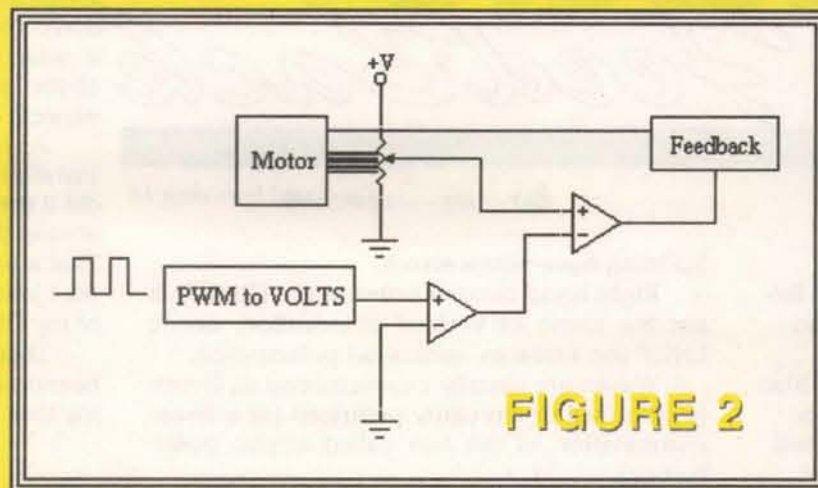 +V
Motor
Feedback
+
−
PWM to VOLTS
+
−
FIGURE 2